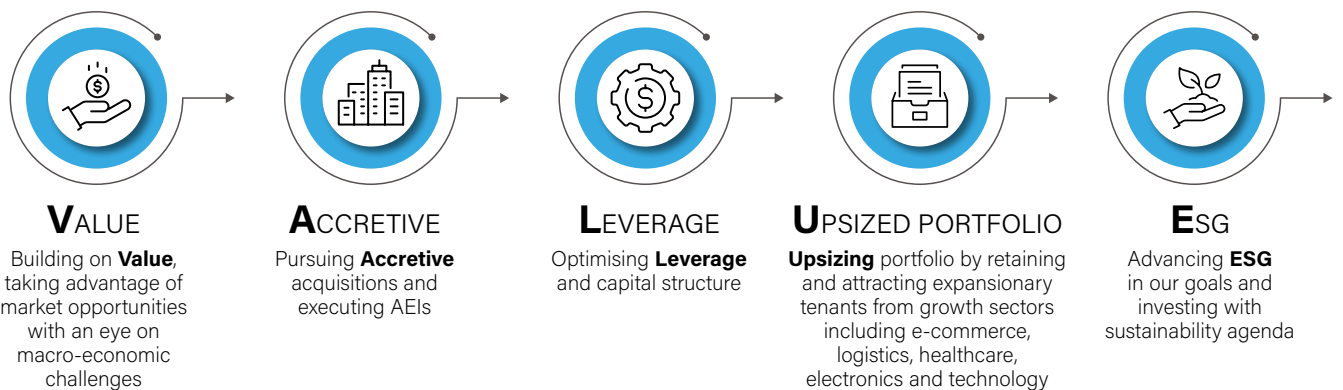 VALUE
Building on Value,
taking advantage of
market opportunities
with an eye on
macro-economic
challenges
ACCRETIVE
Pursuing Accretive
acquisitions and
executing AEIs
LEVERAGE
Optimising Leverage
and capital structure
UPSIZED PORTFOLIO
Upsizing portfolio by retaining
and attracting expansionary
tenants from growth sectors
including e-commerce,
logistics, healthcare,
electronics and technology
ESG
Advancing ESG
in our goals and
investing with
sustainability agenda